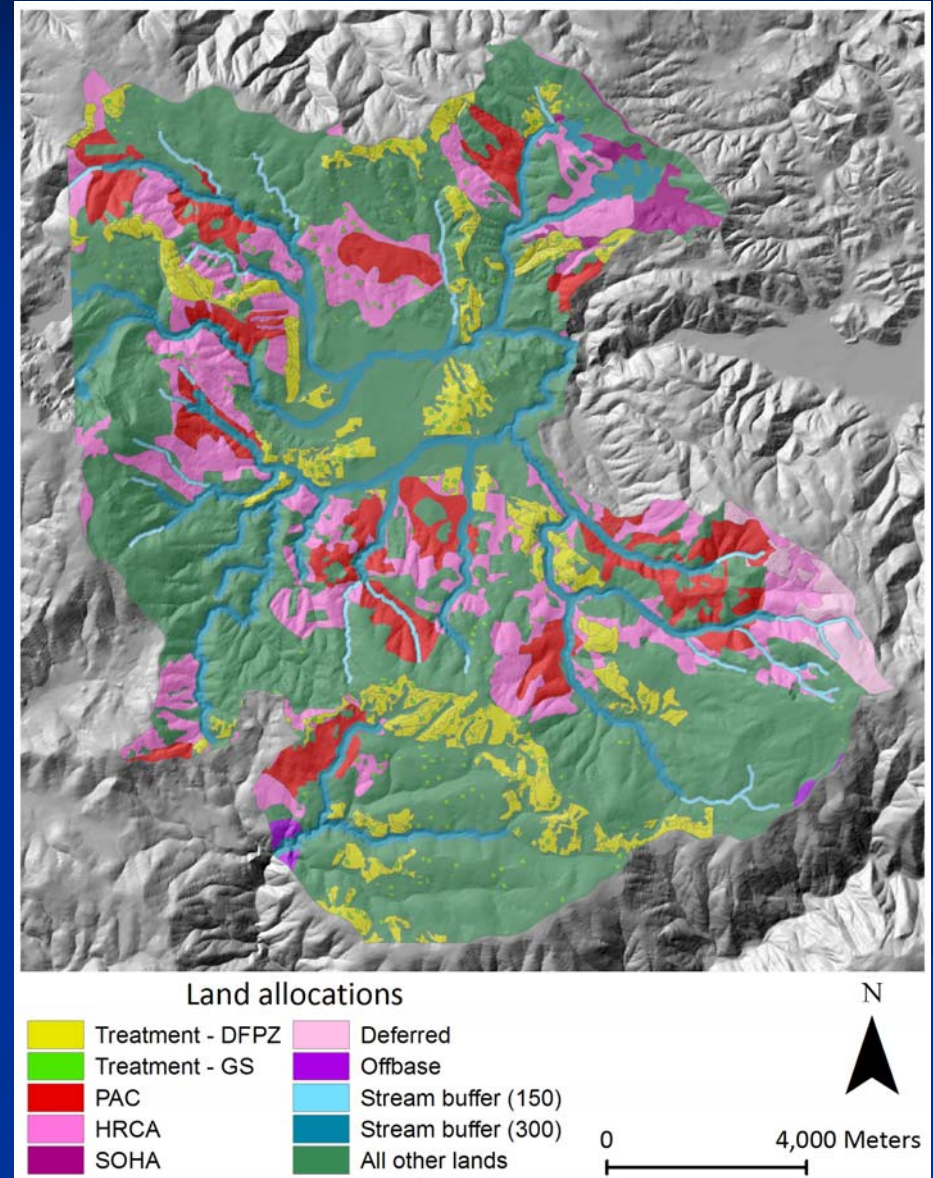 Land allocations
Treatment - DFPZ
Treatment - GS
PAC
HRCA
SOHA
Deferred
Offbase
Stream buffer (150)
Stream buffer (300)
All other lands
N
0 4,000 Meters